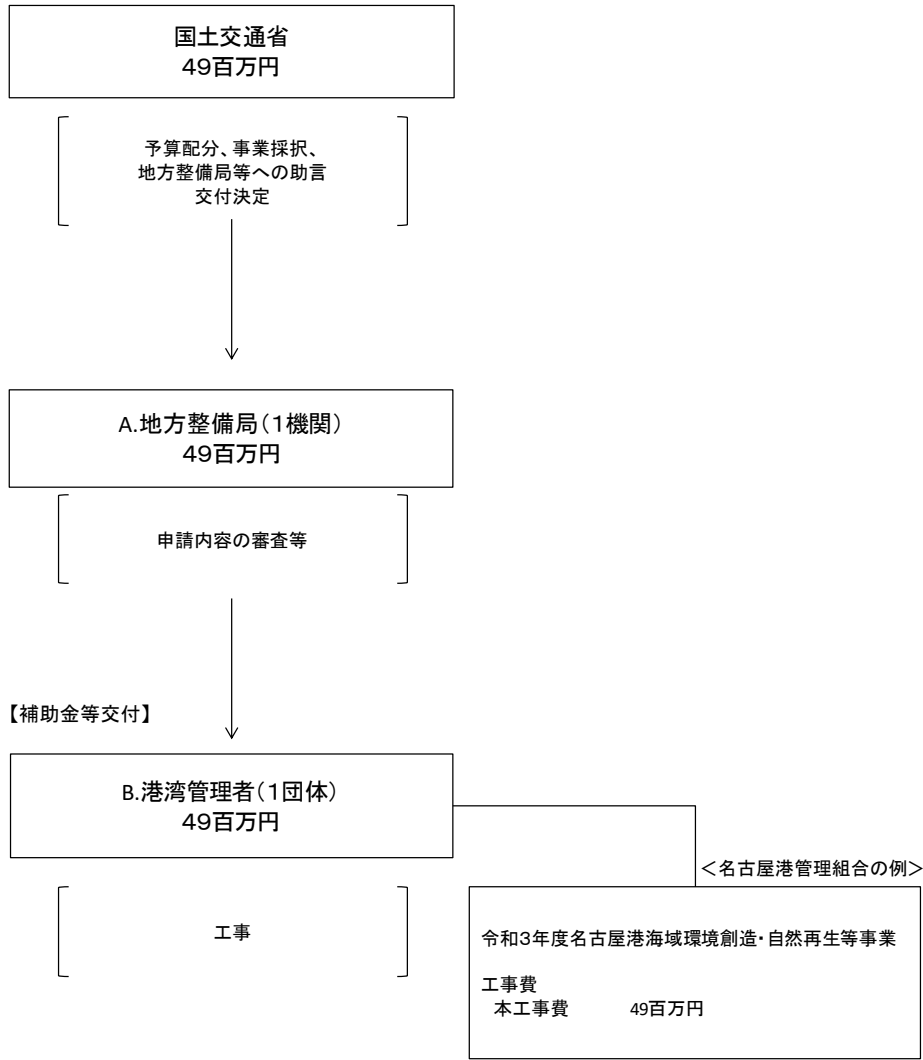 国土交通省
49百万円
予算配分、事業採択、
地方整備局等への助言
交付決定
A.地方整備局(1機関)
49百万円
申請内容の審査等
【補助金等交付】
B.港湾管理者(1団体)
49百万円
工事
<名古屋港管理組合の例>
令和3年度名古屋港海域環境創造・自然再生等事業
工事費
本工事費 49百万円